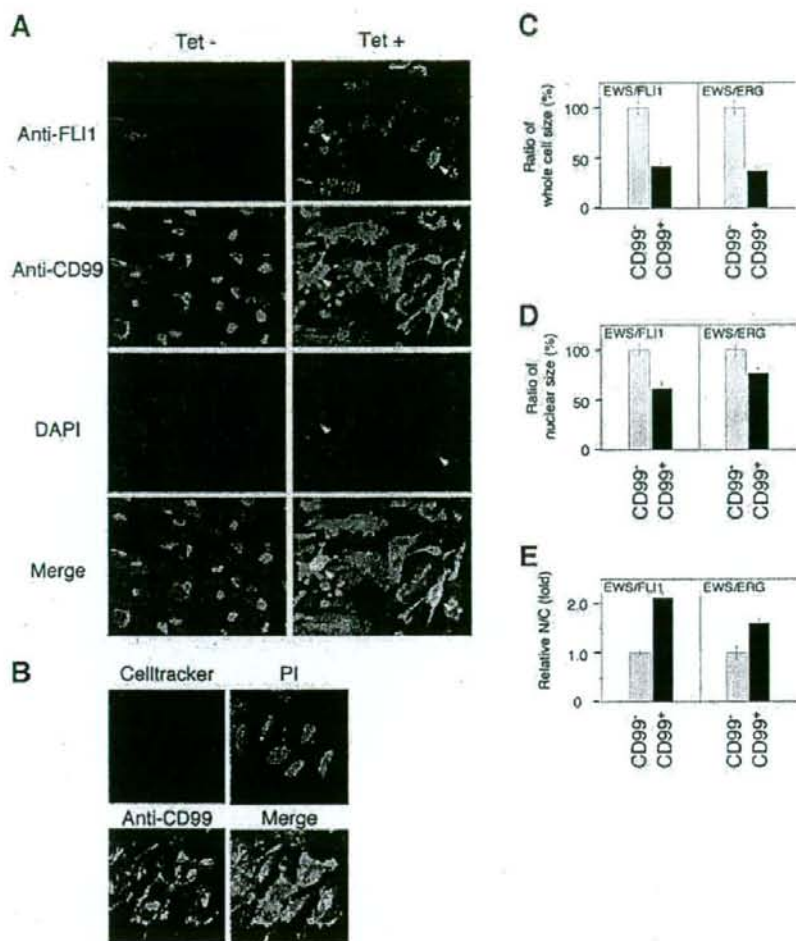 A
Tet -
Tet +
Anti-FLI1
Anti-CD99
DAPI
Merge
B
Celltracker
PI
Anti-CD99
Merge
C
Ratio of
whole cell size (%)
EWS/FLI1
EWS/ERG
100
50
0
CD99-
CD99+
CD99-
CD99+
D
Ratio of
nuclear size (%)
EWS/FLI1
EWS/ERG
100
50
0
CD99-
CD99+
CD99-
CD99+
E
Relative N/C (fold)
EWS/FLI1
EWS/ERG
2.0
1.0
0
CD99-
CD99+
CD99-
CD99+